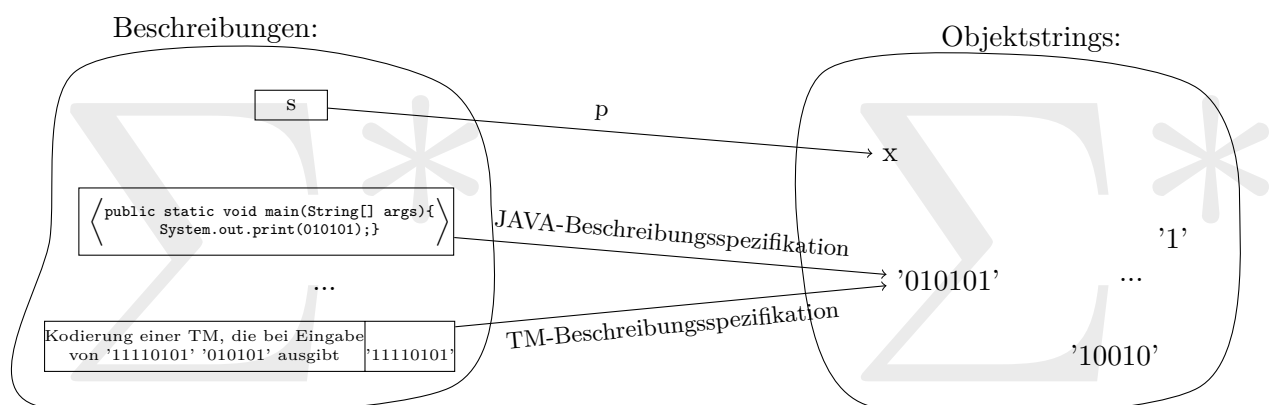 Beschreibungen:
Objektstrings:
Σ*
Σ*
s
p
x
⟨public static void main(String[] args){
System.out.print(010101);}⟩
JAVA-Beschreibungsspezifikation
'1'
...
'010101'
...
TM-Beschreibungsspezifikation
Kodierung einer TM, die bei Eingabe
von '11110101' '010101' ausgibt
'11110101'
'10010'